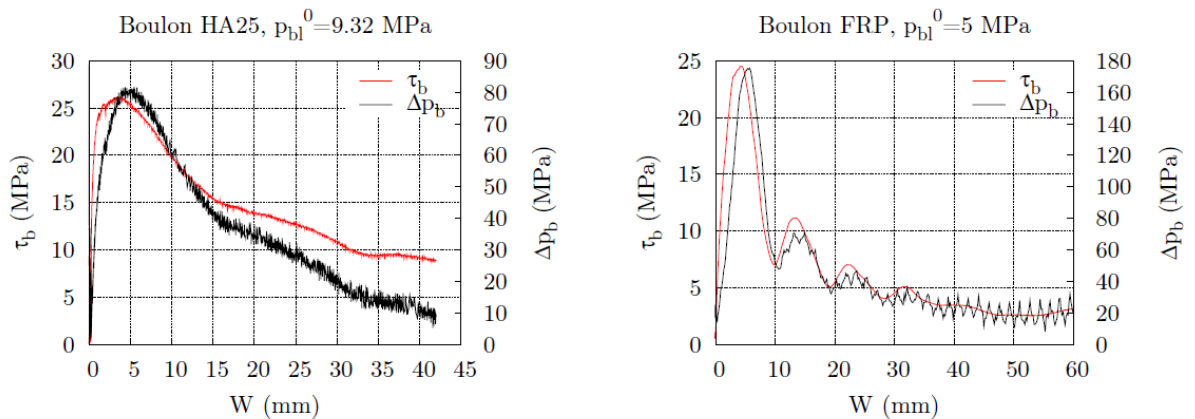 Boulon HA25, p_bl^0=9.32 MPa
τ_b
Δp_b
30
25
20
15
10
5
0
90
80
70
60
50
40
30
20
10
0
0 5 10 15 20 25 30 35 40 45
τ_b (MPa)
Δp_b (MPa)
W (mm)
Boulon FRP, p_bl^0=5 MPa
τ_b
Δp_b
25
20
15
10
5
0
180
160
140
120
100
80
60
40
20
0
0 10 20 30 40 50 60
τ_b (MPa)
Δp_b (MPa)
W (mm)